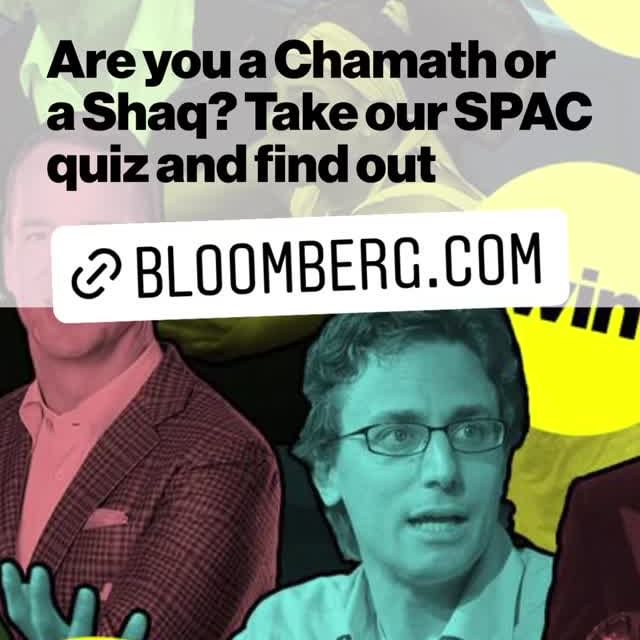 Are you a Chamath or
a Shaq? Take our SPAC
quiz and find out
BLOOMBERG.COM